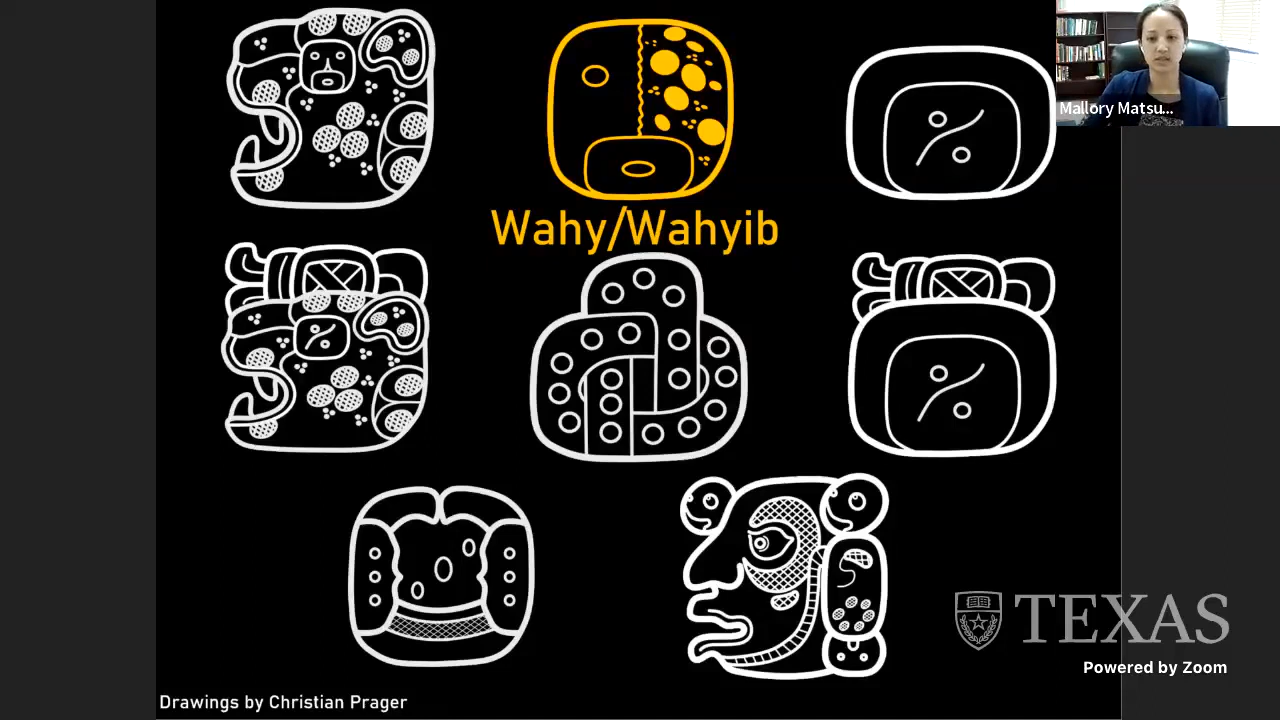 Mallory Matsu...
Wahy/Wahyib
TEXAS
Powered by Zoom
Drawings by Christian Prager